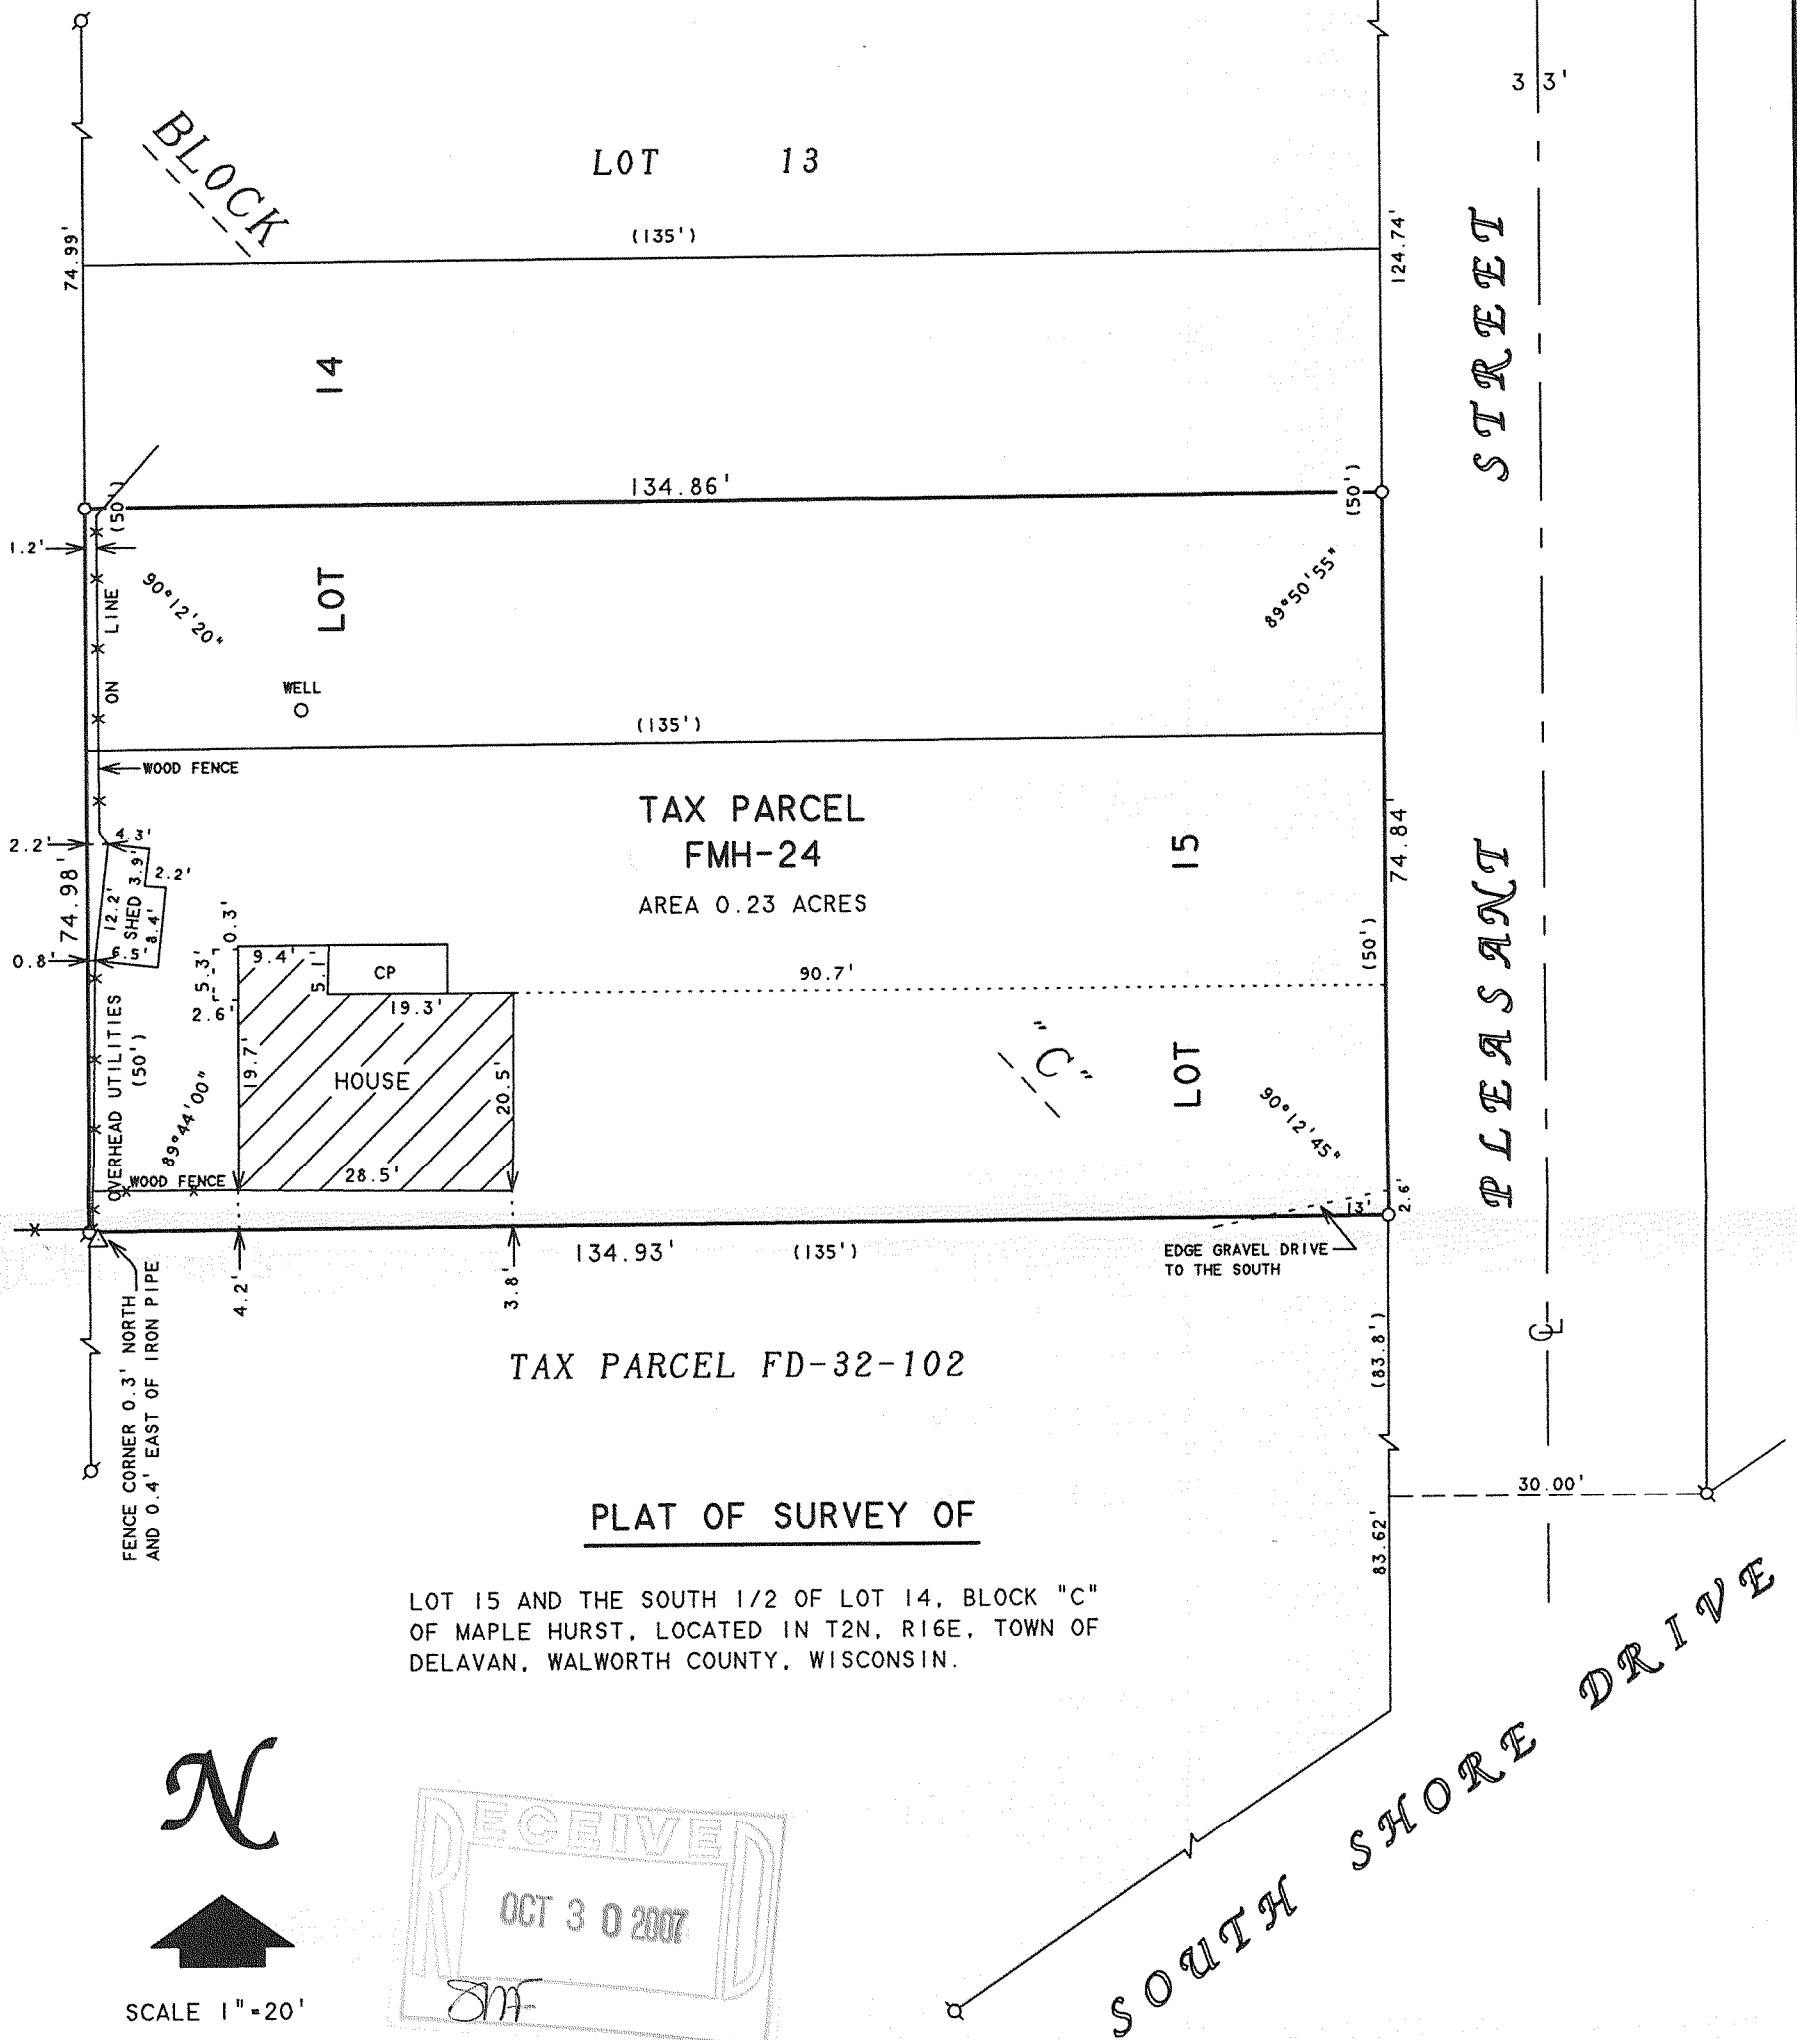 3 3'
BLOCK
LOT 13
STREET
74.99'
(135')
124.74'
14
134.86'
(50')
(50')
1.2'
90°12'20"
89°50'55"
ON LINE
LOT
WELL
(135')
WOOD FENCE
TAX PARCEL
FMH-24
AREA 0.23 ACRES
15
74.84'
PLEASANT
2.2'
4.3'
74.98'
12.2'
SHED
3.9'
2.2'
8.4'
6.5'
0.8'
0.3'
5.3'
2.6'
9.4'
5.1'
CP
90.7'
(50')
19.3'
OVERHEAD UTILITIES
(50')
89°44'00"
19.7'
HOUSE
20.5'
28.5'
"C"
LOT
90°12'45"
WOOD FENCE
13'
2.6'
134.93' (135')
EDGE GRAVEL DRIVE
TO THE SOUTH
4.2'
3.8'
FENCE CORNER 0.3' NORTH
AND 0.4' EAST OF IRON PIPE
TAX PARCEL FD-32-102
(83.8')
30.00'
83.62'
PLAT OF SURVEY OF
LOT 15 AND THE SOUTH 1/2 OF LOT 14, BLOCK "C"
OF MAPLE HURST, LOCATED IN T2N, R16E, TOWN OF
DELAVAN, WALWORTH COUNTY, WISCONSIN.
SOUTH SHORE DRIVE
N
SCALE 1"=20'
RECEIVED
OCT 3 0 2007